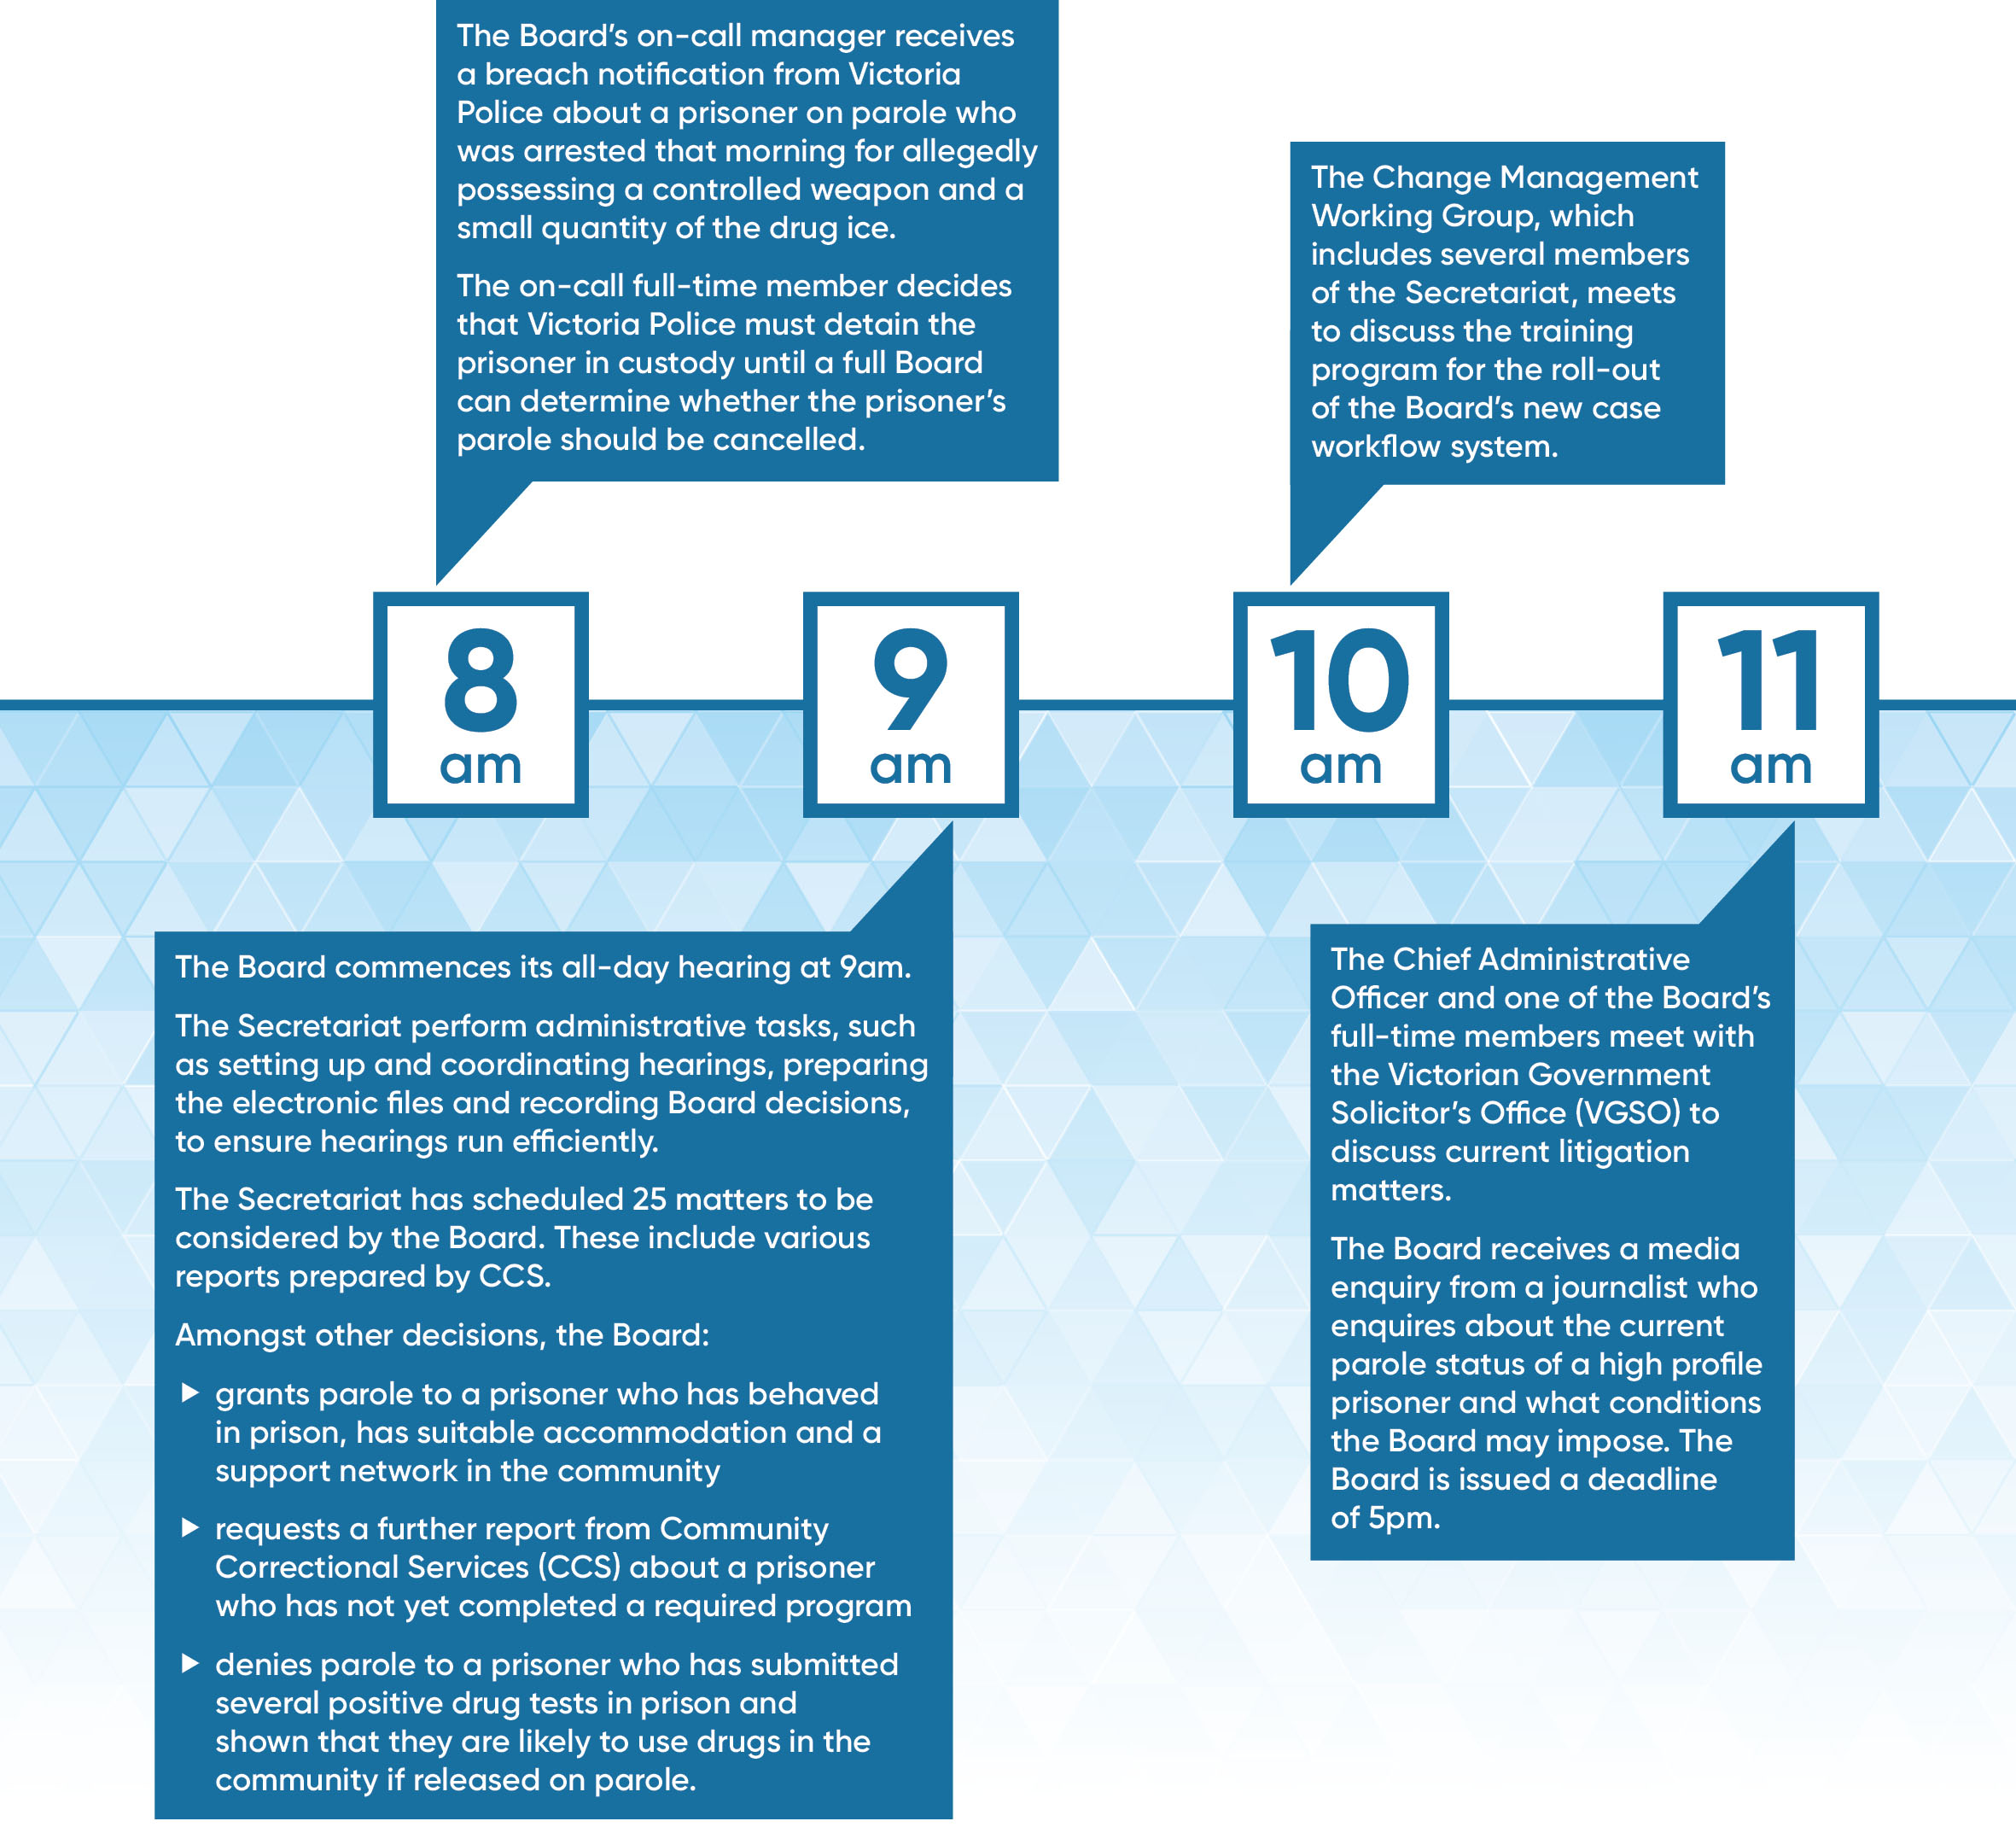 The Board’s on-call manager receives
a breach notification from Victoria
Police about a prisoner on parole who
was arrested that morning for allegedly
possessing a controlled weapon and a
small quantity of the drug ice.
The on-call full-time member decides
that Victoria Police must detain the
prisoner in custody until a full Board
can determine whether the prisoner’s
parole should be cancelled.
The Change Management
Working Group, which
includes several members
of the Secretariat, meets
to discuss the training
program for the roll-out
of the Board’s new case
workflow system.
8
am
9
am
10
am
11
am
The Board commences its all-day hearing at 9am.
The Secretariat perform administrative tasks, such
as setting up and coordinating hearings, preparing
the electronic files and recording Board decisions,
to ensure hearings run efficiently.
The Secretariat has scheduled 25 matters to be
considered by the Board. These include various
reports prepared by CCS.
Amongst other decisions, the Board:
▶ grants parole to a prisoner who has behaved
in prison, has suitable accommodation and a
support network in the community
▶ requests a further report from Community
Correctional Services (CCS) about a prisoner
who has not yet completed a required program
▶ denies parole to a prisoner who has submitted
several positive drug tests in prison and
shown that they are likely to use drugs in the
community if released on parole.
The Chief Administrative
Officer and one of the Board’s
full-time members meet with
the Victorian Government
Solicitor’s Office (VGSO) to
discuss current litigation
matters.
The Board receives a media
enquiry from a journalist who
enquires about the current
parole status of a high profile
prisoner and what conditions
the Board may impose. The
Board is issued a deadline
of 5pm.